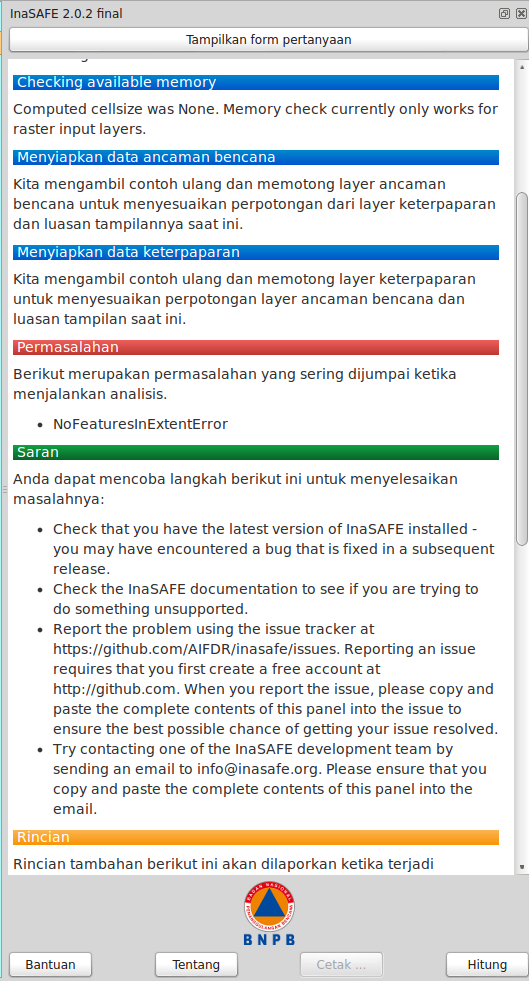 InaSAFE 2.0.2 final
Tampilkan form pertanyaan
Checking available memory
Computed cellsize was None. Memory check currently only works for
raster input layers.
Menyiapkan data ancaman bencana
Kita mengambil contoh ulang dan memotong layer ancaman
bencana untuk menyesuaikan perpotongan dari layer keterpaparan
dan luasan tampilannya saat ini.
Menyiapkan data keterpaparan
Kita mengambil contoh ulang dan memotong layer keterpaparan
untuk menyesuaikan perpotongan layer ancaman bencana dan
luasan tampilan saat ini.
Permasalahan
Berikut merupakan permasalahan yang sering dijumpai ketika
menjalankan analisis.
• NoFeaturesInExtentError
Saran
Anda dapat mencoba langkah berikut ini untuk menyelesaikan
masalahnya:
• Check that you have the latest version of InaSAFE installed -
you may have encountered a bug that is fixed in a subsequent
release.
• Check the InaSAFE documentation to see if you are trying to
do something unsupported.
• Report the problem using the issue tracker at
https://github.com/AIFDR/inasafe/issues. Reporting an issue
requires that you first create a free account at
http://github.com. When you report the issue, please copy and
paste the complete contents of this panel into the issue to
ensure the best possible chance of getting your issue resolved.
• Try contacting one of the InaSAFE development team by
sending an email to info@inasafe.org. Please ensure that you
copy and paste the complete contents of this panel into the
email.
Rincian
Rincian tambahan berikut ini akan dilaporkan ketika terjadi
BADAN NASIONAL
PENANGGULANGAN BENCANA
BNPB
Bantuan
Tentang
Cetak ...
Hitung